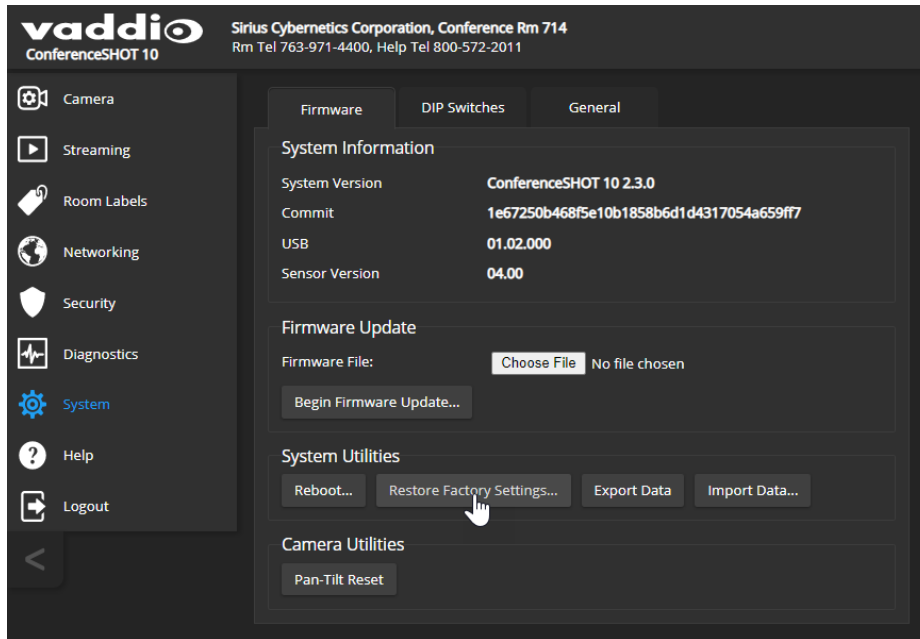 vaddio
ConferenceSHOT 10
Sirius Cybernetics Corporation, Conference Rm 714
Rm Tel 763-971-4400, Help Tel 800-572-2011
Camera
Streaming
Room Labels
Networking
Security
Diagnostics
System
Help
Logout
<
Firmware DIP Switches General
System Information
System Version ConferenceSHOT 10 2.3.0
Commit 1e67250b468f5e10b1858b6d1d4317054a659ff7
USB 01.02.000
Sensor Version 04.00
Firmware Update
Firmware File: Choose File No file chosen
Begin Firmware Update...
System Utilities
Reboot... Restore Factory Settings... Export Data Import Data...
Camera Utilities
Pan-Tilt Reset